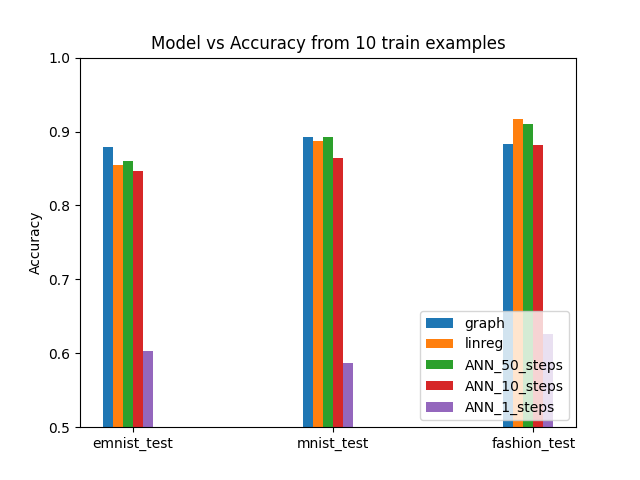 Model vs Accuracy from 10 train examples
1.0
0.9
0.8
0.7
0.6
0.5
Accuracy
graph
linreg
ANN_50_steps
ANN_10_steps
ANN_1_steps
emnist_test
mnist_test
fashion_test